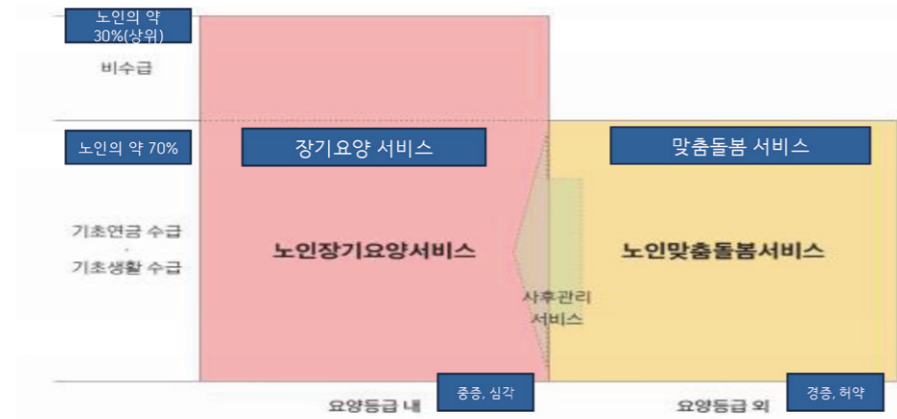 노인의 약
30%(상위)
비수급
노인의 약 70%
장기요양 서비스
맞춤돌봄 서비스
기초연금 수급
·
기초생활 수급
노인장기요양서비스
노인맞춤돌봄서비스
사후관리
서비스
요양등급 내
중증, 심각
요양등급 외
경증, 허약